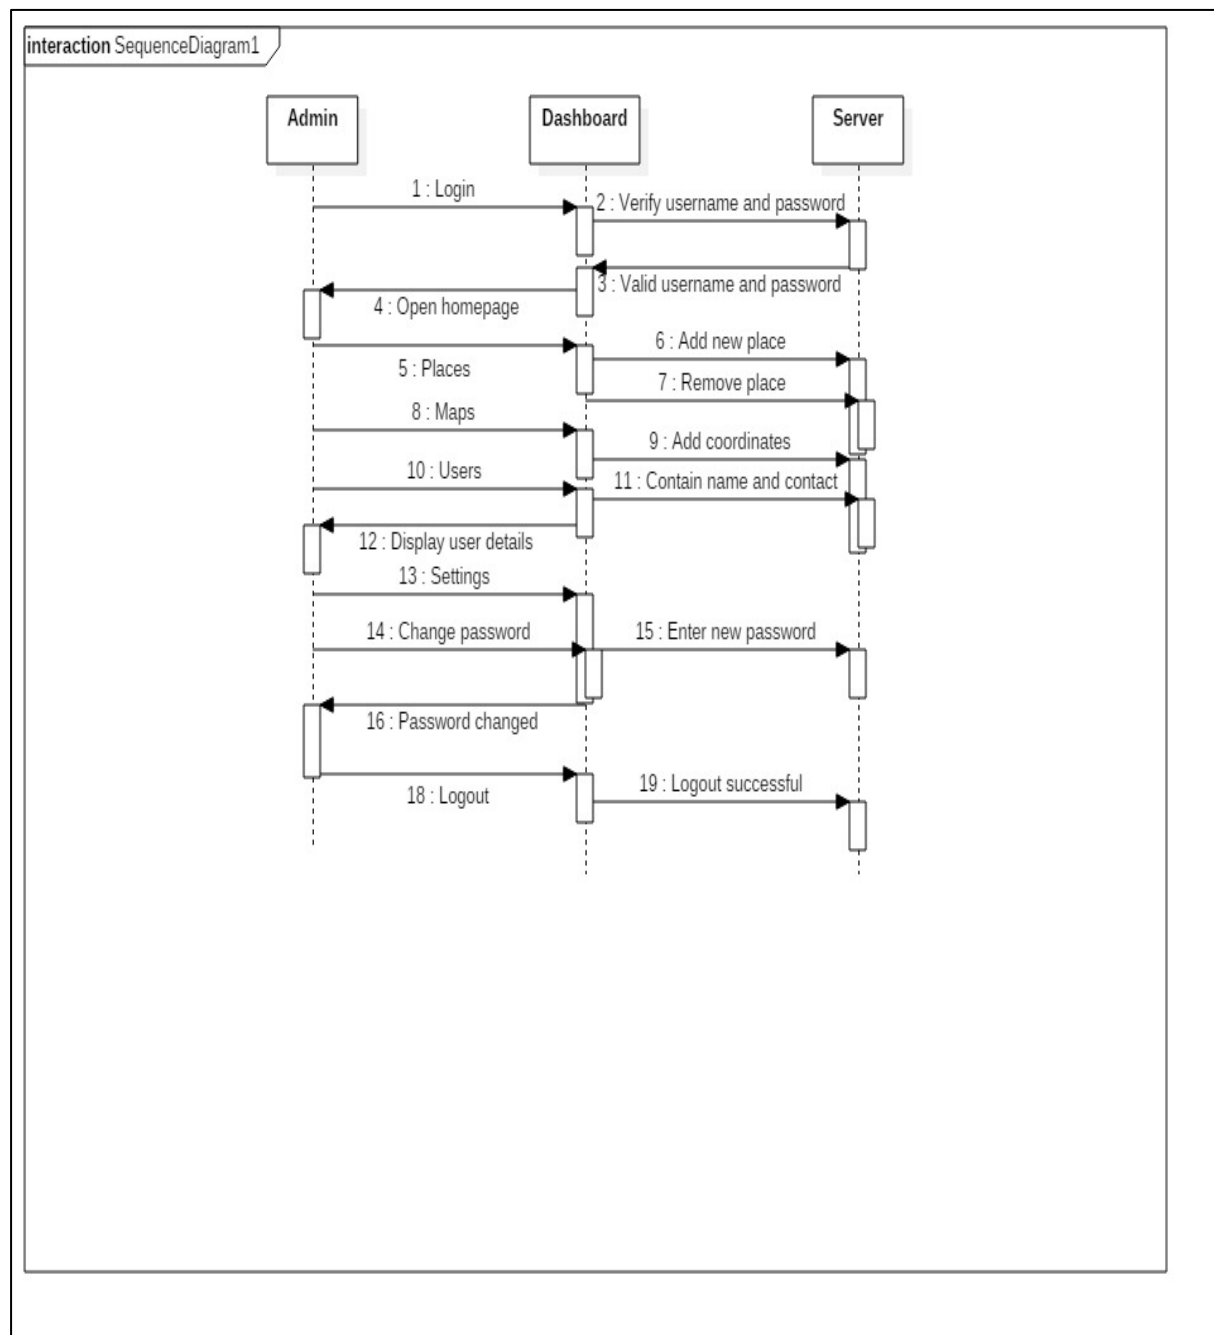 interaction SequenceDiagram1
Admin
Dashboard
Server
1 : Login
2 : Verify username and password
3 : Valid username and password
4 : Open homepage
5 : Places
6 : Add new place
7 : Remove place
8 : Maps
9 : Add coordinates
10 : Users
11 : Contain name and contact
12 : Display user details
13 : Settings
14 : Change password
15 : Enter new password
16 : Password changed
18 : Logout
19 : Logout successful